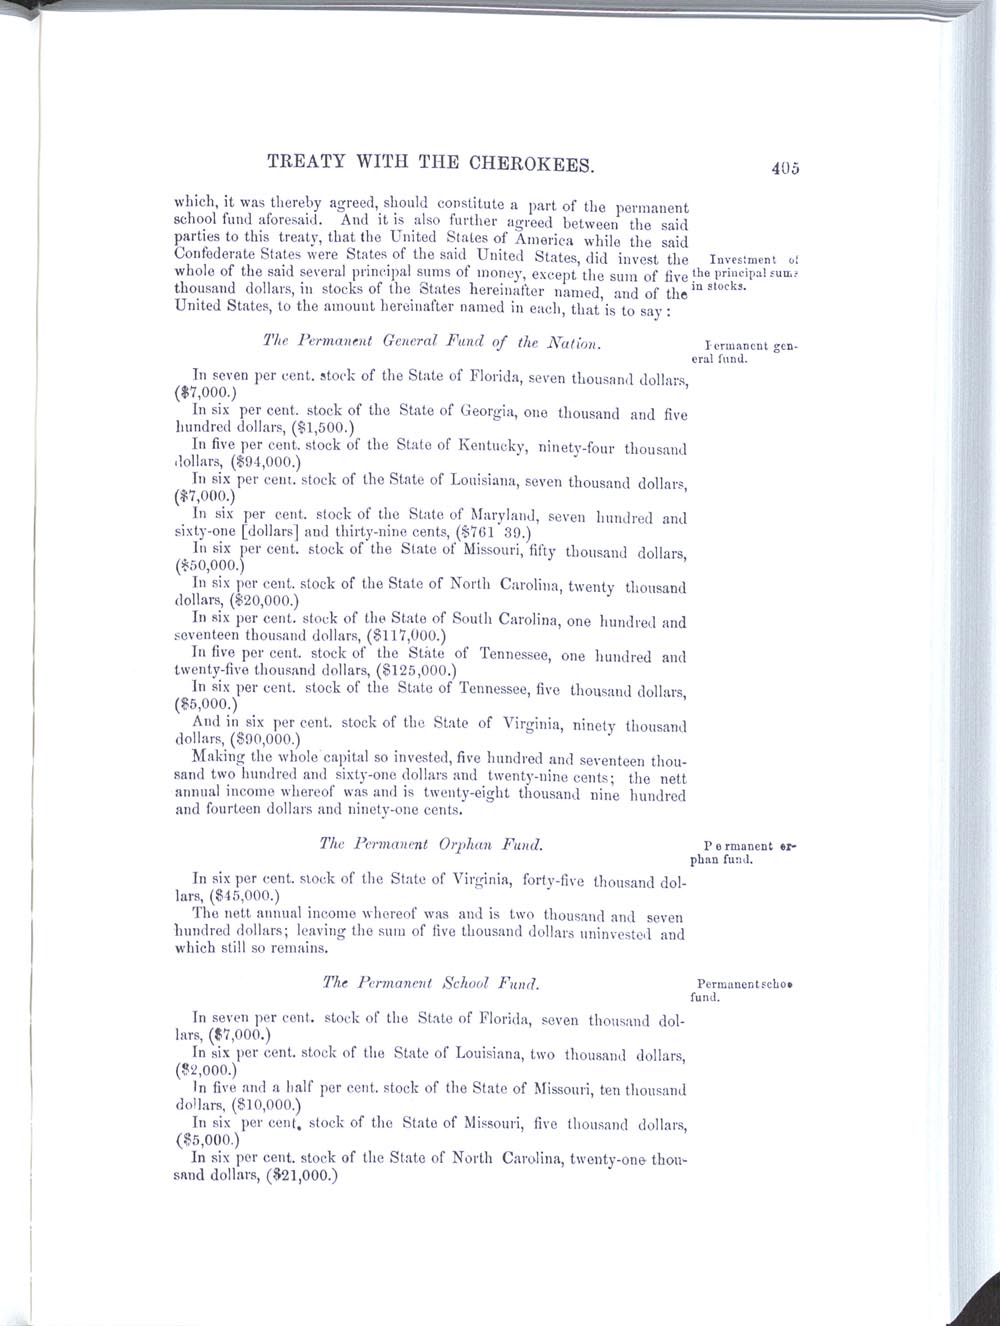 TREATY WITH THE CHEROKEES.
405
which, it was thereby agreed, should constitute a part of the permanent
school fund aforesaid. And it is also further agreed between the said
parties to this treaty, that the United States of America while the said
Confederate States were States of the said United States, did invest the
whole of the said several principal sums of money, except the sum of five
thousand dollars, in stocks of the States hereinafter named, and of the
United States, to the amount hereinafter named in each, that is to say:
Investment of
the principal sums
in stocks.
The Permanent General Fund of the Nation.
Permanent gen-
eral fund.
In seven per cent. stock of the State of Florida, seven thousand dollars,
($7,000.)
In six per cent. stock of the State of Georgia, one thousand and five
hundred dollars, ($1,500.)
In five per cent. stock of the State of Kentucky, ninety-four thousand
dollars, ($94,000.)
In six per cent. stock of the State of Louisiana, seven thousand dollars,
($7,000.)
In six per cent. stock of the State of Maryland, seven hundred and
sixty-one [dollars] and thirty-nine cents, ($761 39.)
In six per cent. stock of the State of Missouri, fifty thousand dollars,
($50,000.)
In six per cent. stock of the State of North Carolina, twenty thousand
dollars, ($20,000.)
In six per cent. stock of the State of South Carolina, one hundred and
seventeen thousand dollars, ($117,000.)
In five per cent. stock of the State of Tennessee, one hundred and
twenty-five thousand dollars, ($125,000.)
In six per cent. stock of the State of Tennessee, five thousand dollars,
($5,000.)
And in six per cent. stock of the State of Virginia, ninety thousand
dollars, ($90,000.)
Making the whole capital so invested, five hundred and seventeen thou-
sand two hundred and sixty-one dollars and twenty-nine cents; the nett
annual income whereof was and is twenty-eight thousand nine hundred
and fourteen dollars and ninety-one cents.
The Permanent Orphan Fund.
Permanent or-
phan fund.
In six per cent. stock of the State of Virginia, forty-five thousand dol-
lars, ($45,000.)
The nett annual income whereof was and is two thousand and seven
hundred dollars; leaving the sum of five thousand dollars uninvested and
which still so remains.
The Permanent School Fund.
Permanent schoo
fund.
In seven per cent. stock of the State of Florida, seven thousand dol-
lars, ($7,000.)
In six per cent. stock of the State of Louisiana, two thousand dollars,
($2,000.)
In five and a half per cent. stock of the State of Missouri, ten thousand
dollars, ($10,000.)
In six per cent. stock of the State of Missouri, five thousand dollars,
($5,000.)
In six per cent. stock of the State of North Carolina, twenty-one thou-
sand dollars, ($21,000.)